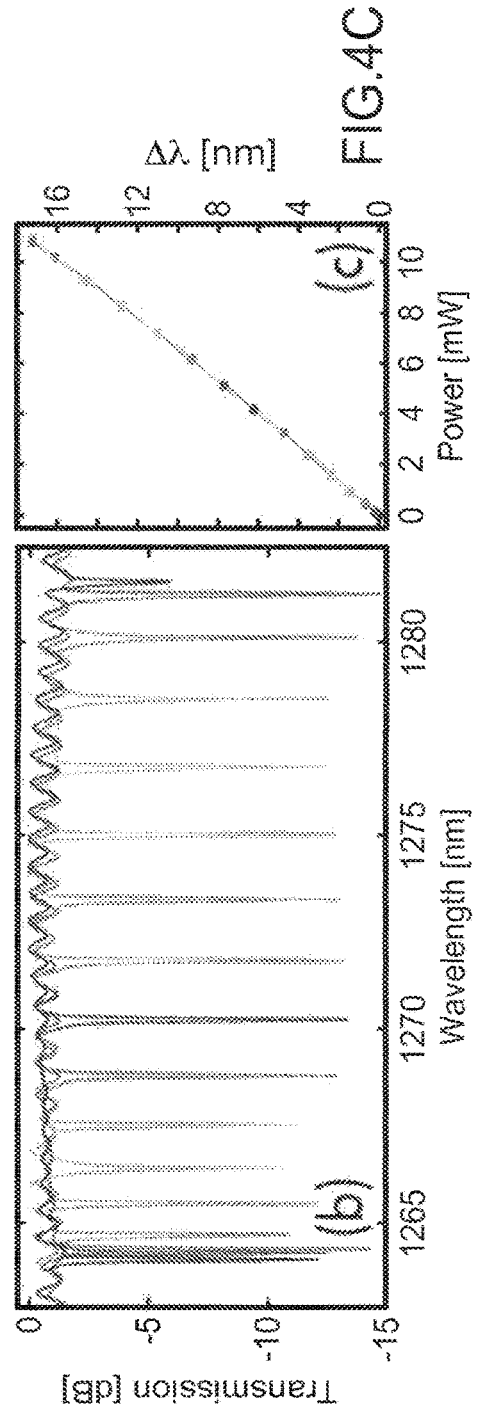 Transmission [dB]
0
-5
-10
-15
(b)
1265
1270
1275
1280
Wavelength [nm]
(c)
0
2
4
6
8
10
Power [mW]
16
12
8
4
0
Δλ [nm]
FIG.4C